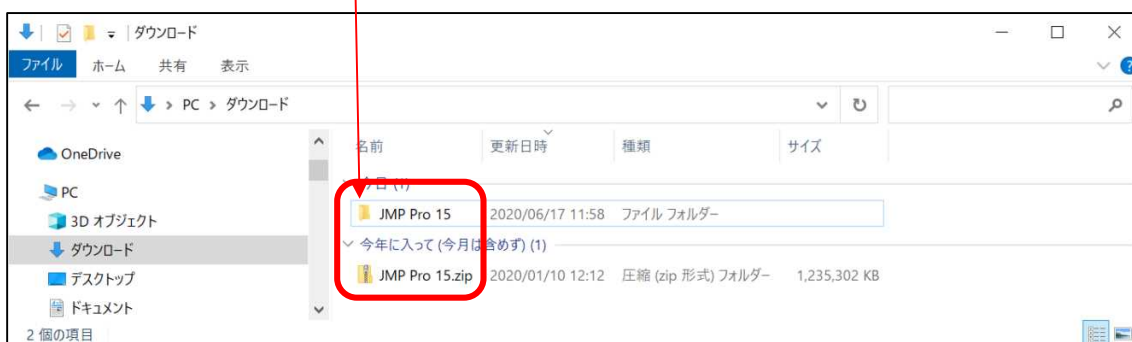 ダウンロード
ファイル ホーム 共有 表示
PC > ダウンロード
名前 更新日時 種類 サイズ
OneDrive
今日 (1)
PC
JMP Pro 15 2020/06/17 11:58 ファイル フォルダー
3D オブジェクト
ダウンロード
今年に入って (今月は含めず) (1)
デスクトップ
JMP Pro 15.zip 2020/01/10 12:12 圧縮 (zip 形式) フォルダー 1,235,302 KB
ドキュメント
2 個の項目